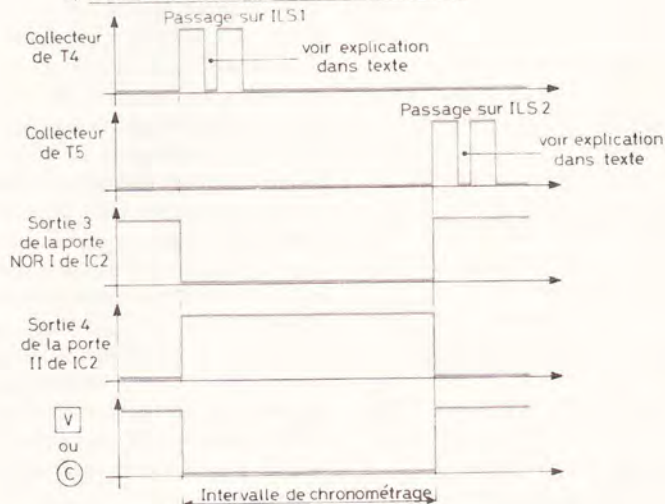 Passage sur ILS1
Collecteur
de T4
voir explication
dans texte
Passage sur ILS2
Collecteur
de T5
voir explication
dans texte
Sortie 3
de la porte
NOR I de IC2
Sortie 4
de la porte
II de IC2
V
ou
C
Intervalle de chronométrage